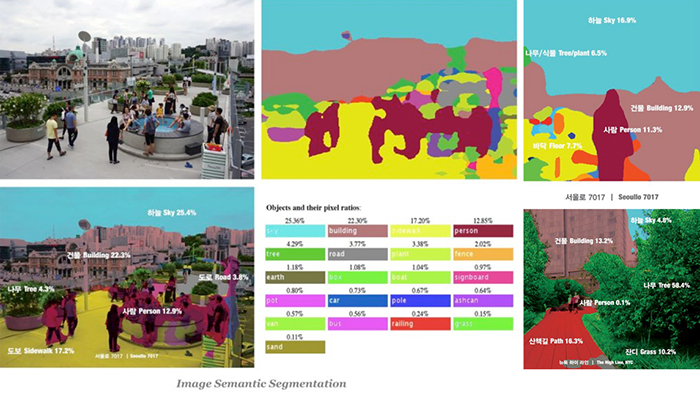 하늘 Sky 16.9%
나무/식물 Tree/plant 6.5%
건물 Building 12.9%
사람 Person 11.3%
바닥 Floor 7.7%
서울로 7017 | Seoullo 7017
하늘 Sky 25.4%
건물 Building 22.3%
도로 Road 3.8%
나무 Tree 4.3%
사람 Person 12.9%
도보 Sidewalk 17.2%
서울로 7017 | Seoullo 7017
Objects and their pixel ratios:
25.36% 22.30% 17.20% 12.85%
sky building sidewalk person
4.29% 3.77% 3.38% 2.02%
tree road plant fence
1.18% 1.08% 1.04% 0.97%
earth box boat signboard
0.80% 0.73% 0.67% 0.64%
pot car pole ashcan
0.57% 0.56% 0.24% 0.15%
van bus railing grass
0.11%
sand
하늘 Sky 4.8%
건물 Building 13.2%
나무 Tree 58.4%
사람 Person 0.1%
산책길 Path 16.3%
잔디 Grass 10.2%
뉴욕 하이 라인 | The High Line, NYC
Image Semantic Segmentation